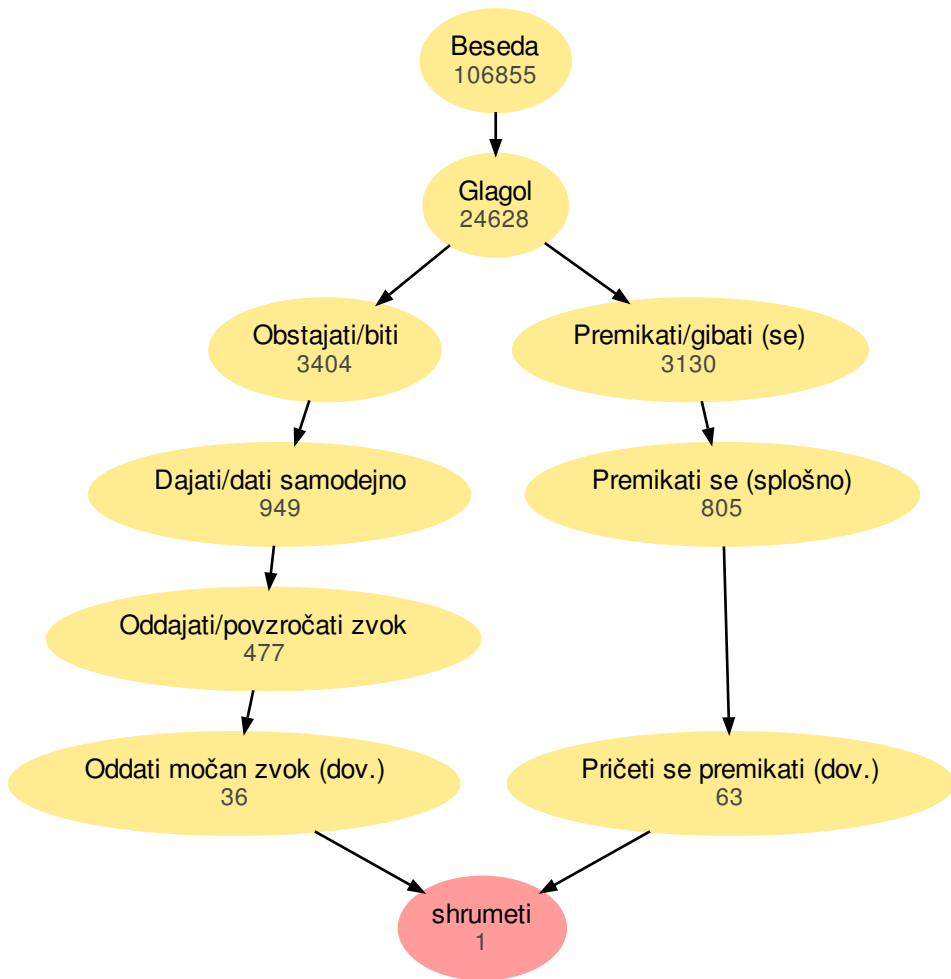 Beseda
106855
Glagol
24628
Obstajati/biti
3404
Premikati/gibati (se)
3130
Dajati/dati samodejno
949
Premikati se (splošno)
805
Oddajati/povzročati zvok
477
Oddati močan zvok (dov.)
36
Pričeti se premikati (dov.)
63
shrumeti
1